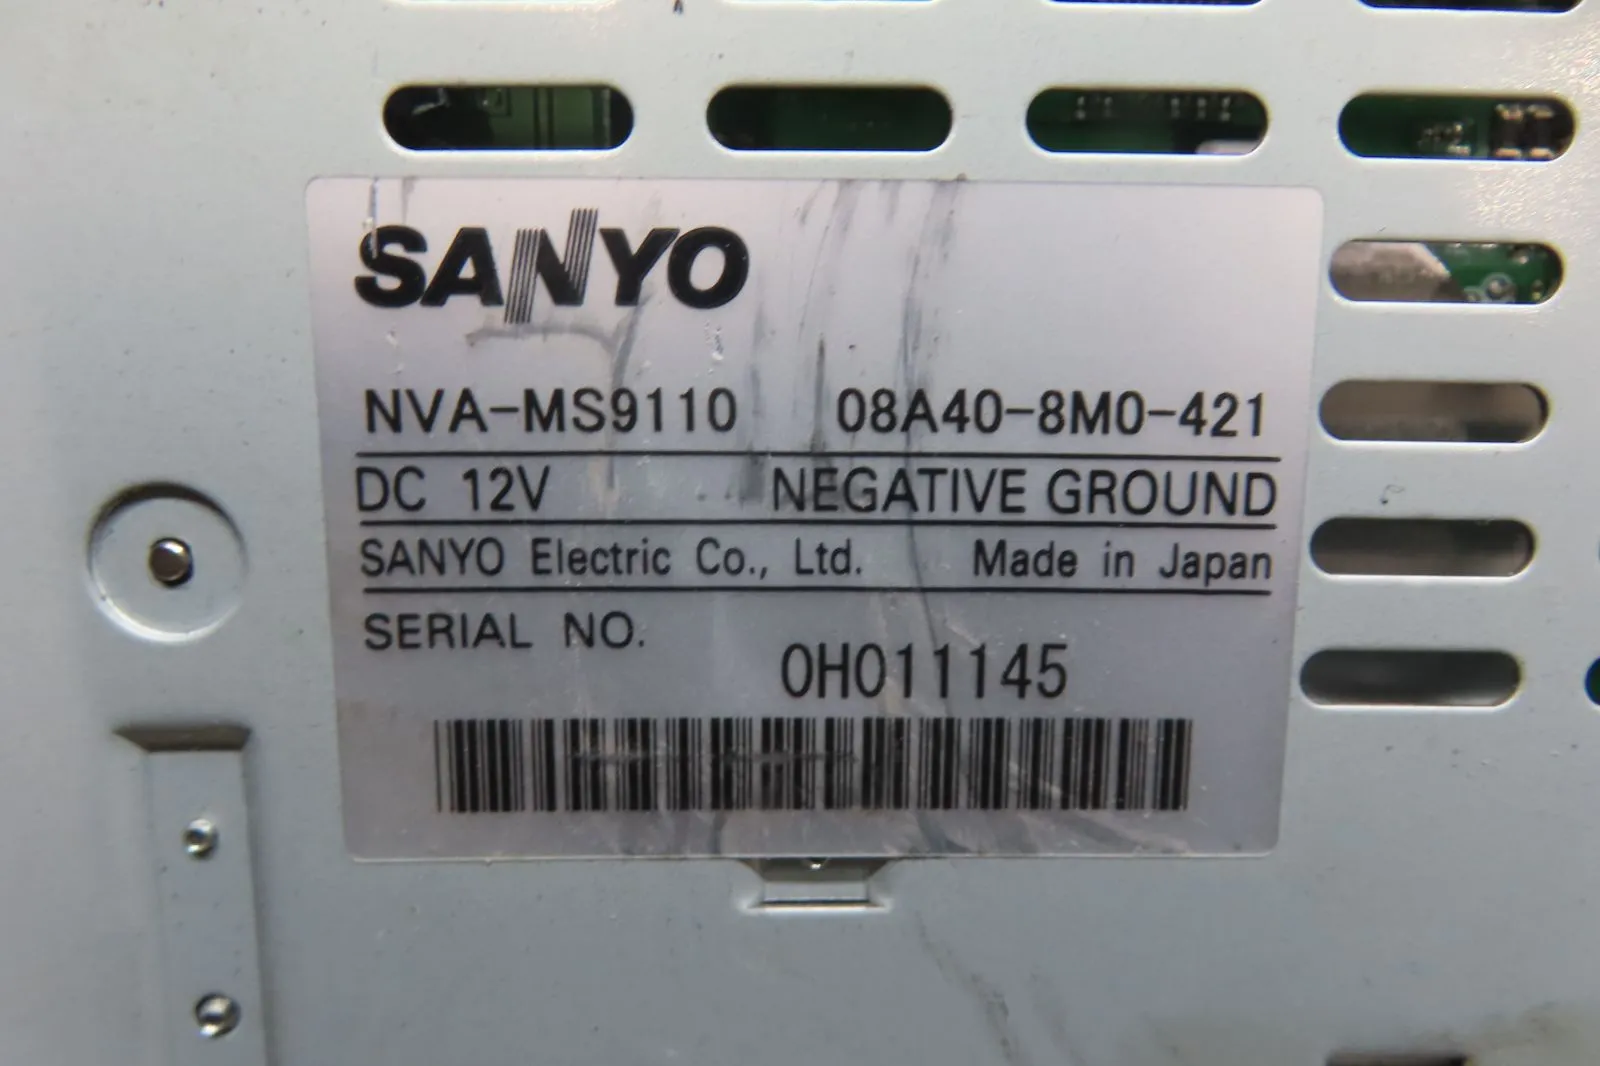 SANYO
NVA-MS9110 08A40-8M0-421
DC 12V NEGATIVE GROUND
SANYO Electric Co., Ltd. Made in Japan
SERIAL NO.
0H011145